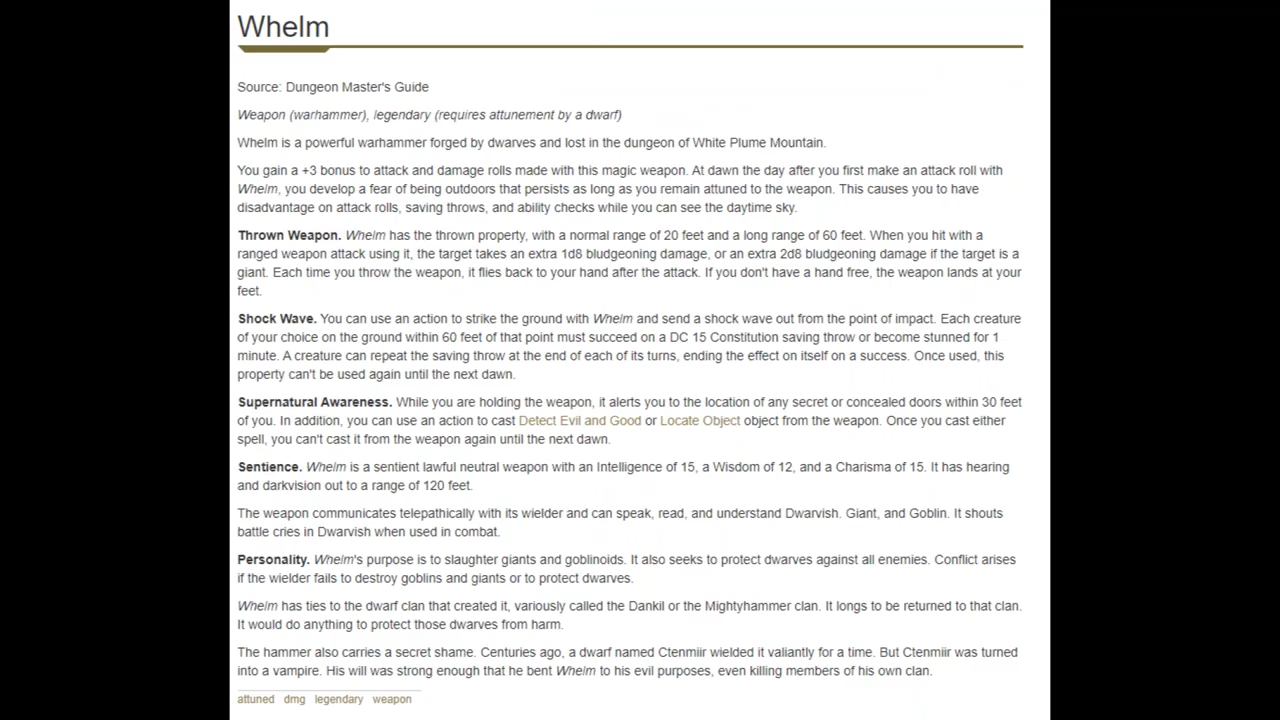 Whelm
Source: Dungeon Master's Guide
Weapon (warhammer), legendary (requires attunement by a dwarf)
Whelm is a powerful warhammer forged by dwarves and lost in the dungeon of White Plume Mountain.
You gain a +3 bonus to attack and damage rolls made with this magic weapon. At dawn the day after you first make an attack roll with
Whelm, you develop a fear of being outdoors that persists as long as you remain attuned to the weapon. This causes you to have
disadvantage on attack rolls, saving throws, and ability checks while you can see the daytime sky.
Thrown Weapon. Whelm has the thrown property, with a normal range of 20 feet and a long range of 60 feet. When you hit with a
ranged weapon attack using it, the target takes an extra 1d8 bludgeoning damage, or an extra 2d8 bludgeoning damage if the target is a
giant. Each time you throw the weapon, it flies back to your hand after the attack. If you don't have a hand free, the weapon lands at your
feet.
Shock Wave. You can use an action to strike the ground with Whelm and send a shock wave out from the point of impact. Each creature
of your choice on the ground within 60 feet of that point must succeed on a DC 15 Constitution saving throw or become stunned for 1
minute. A creature can repeat the saving throw at the end of each of its turns, ending the effect on itself on a success. Once used, this
property can't be used again until the next dawn.
Supernatural Awareness. While you are holding the weapon, it alerts you to the location of any secret or concealed doors within 30 feet
of you. In addition, you can use an action to cast Detect Evil and Good or Locate Object object from the weapon. Once you cast either
spell, you can't cast it from the weapon again until the next dawn.
Sentience. Whelm is a sentient lawful neutral weapon with an Intelligence of 15, a Wisdom of 12, and a Charisma of 15. It has hearing
and darkvision out to a range of 120 feet.
The weapon communicates telepathically with its wielder and can speak, read, and understand Dwarvish. Giant, and Goblin. It shouts
battle cries in Dwarvish when used in combat.
Personality. Whelm's purpose is to slaughter giants and goblinoids. It also seeks to protect dwarves against all enemies. Conflict arises
if the wielder fails to destroy goblins and giants or to protect dwarves.
Whelm has ties to the dwarf clan that created it, variously called the Dankil or the Mightyhammer clan. It longs to be returned to that clan.
It would do anything to protect those dwarves from harm.
The hammer also carries a secret shame. Centuries ago, a dwarf named Ctenmiir wielded it valiantly for a time. But Ctenmiir was turned
into a vampire. His will was strong enough that he bent Whelm to his evil purposes, even killing members of his own clan.
attuned dmg legendary weapon